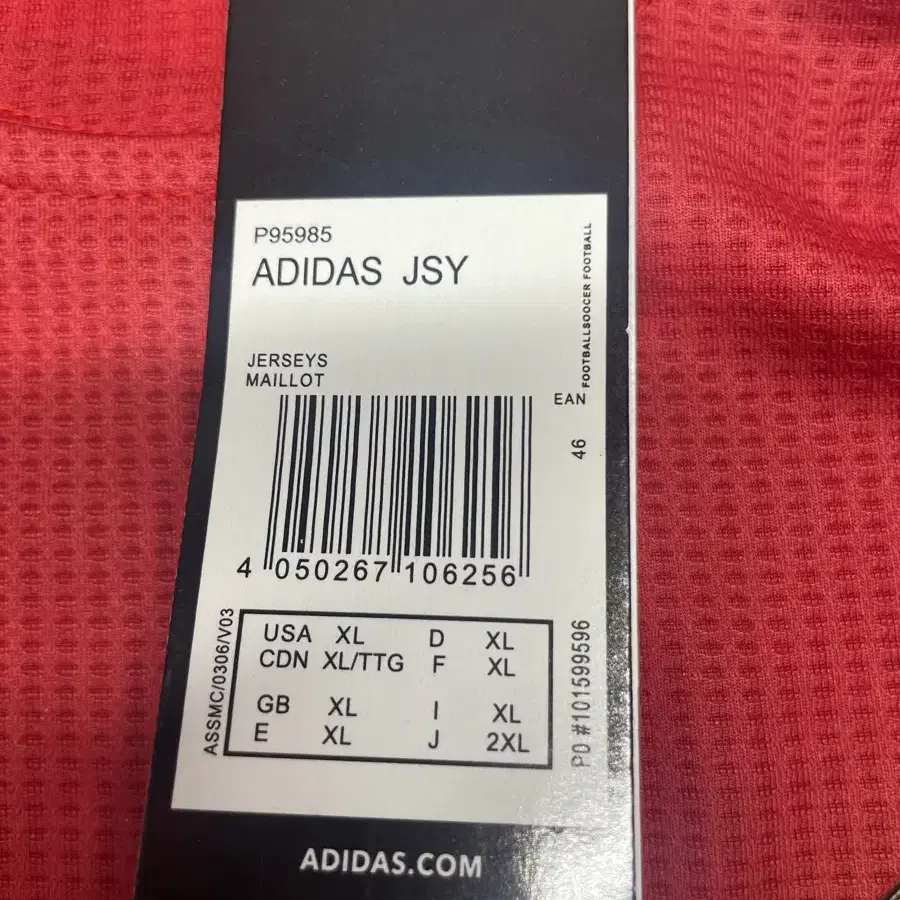 P95985
ADIDAS JSY
FOOTBALLSOOCER FOOTBALL
JERSEYS
MAILLOT
EAN
46
4 050267 106256
ASSMC/0306/V03
USA XL D XL
CDN XL/TTG F XL
GB XL I XL
E XL J 2XL
PO #101599596
ADIDAS.COM